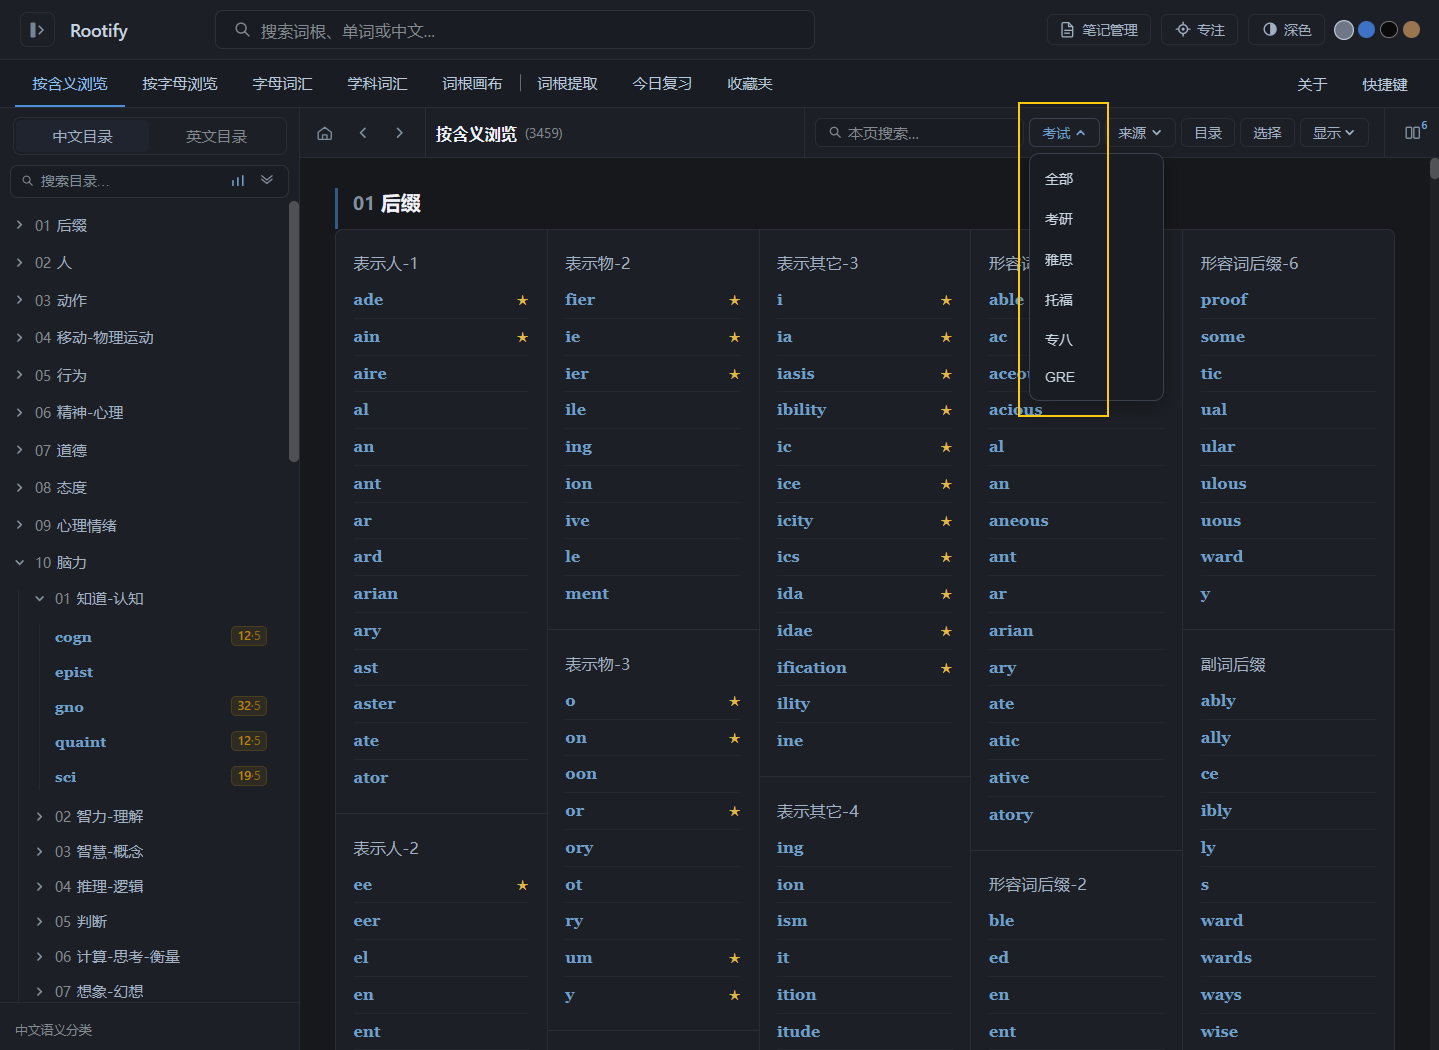 Rootify
搜索词根、单词或中文...
笔记管理
专注
深色
按含义浏览
按字母浏览
字母词汇
学科词汇
词根画布
词根提取
今日复习
收藏夹
关于
快捷键
中文目录
英文目录
搜索目录...
01 后缀
02 人
03 动作
04 移动-物理运动
05 行为
06 精神-心理
07 道德
08 态度
09 心理情绪
10 脑力
01 知道-认知
cogn 12·5
epist
gno 32·5
quaint 12·5
sci 19·5
02 智力-理解
03 智慧-概念
04 推理-逻辑
05 判断
06 计算-思考-衡量
07 想象-幻想
中文语义分类
按含义浏览 (3459)
本页搜索...
考试
来源
目录
选择
显示
6
全部
考研
雅思
托福
专八
GRE
01 后缀
表示人-1
ade
ain
aire
al
an
ant
ar
ard
arian
ary
ast
aster
ate
ator
表示人-2
ee
eer
el
en
ent
表示物-2
fier
ie
ier
ile
ing
ion
ive
le
ment
表示物-3
o
on
oon
or
ory
ot
ry
um
y
表示其它-3
i
ia
iasis
ibility
ic
ice
icity
ics
ida
idae
ification
ility
ine
表示其它-4
ing
ion
ism
it
ition
itude
形容
able
ac
aceo
acious
al
an
aneous
ant
ar
arian
ary
ate
atic
ative
atory
形容词后缀-2
ble
ed
en
ent
形容词后缀-6
proof
some
tic
ual
ular
ulous
uous
ward
y
副词后缀
ably
ally
ce
ibly
ly
s
ward
wards
ways
wise